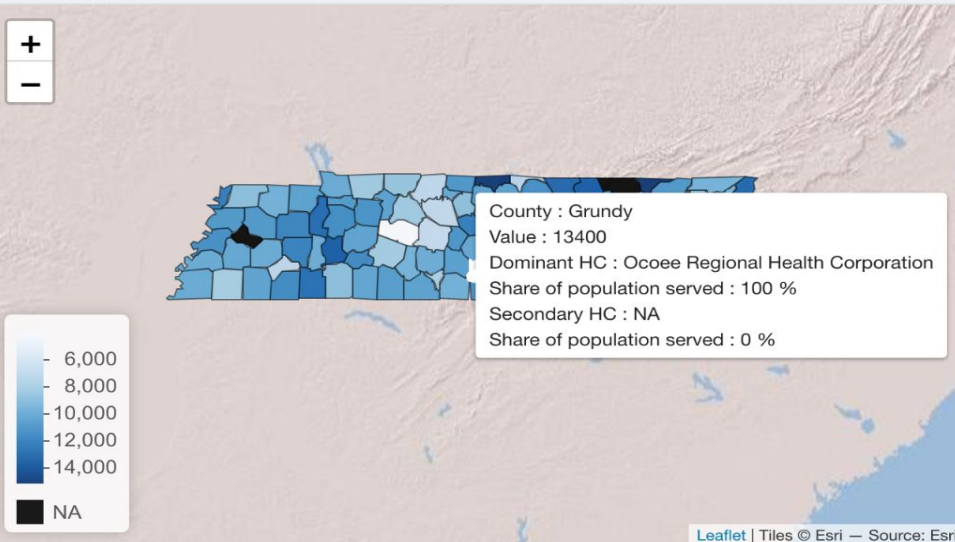 +
−
County : Grundy
Value : 13400
Dominant HC : Ocoee Regional Health Corporation
Share of population served : 100 %
Secondary HC : NA
Share of population served : 0 %
6,000
8,000
10,000
12,000
14,000
NA
Leaflet | Tiles © Esri — Source: Esri